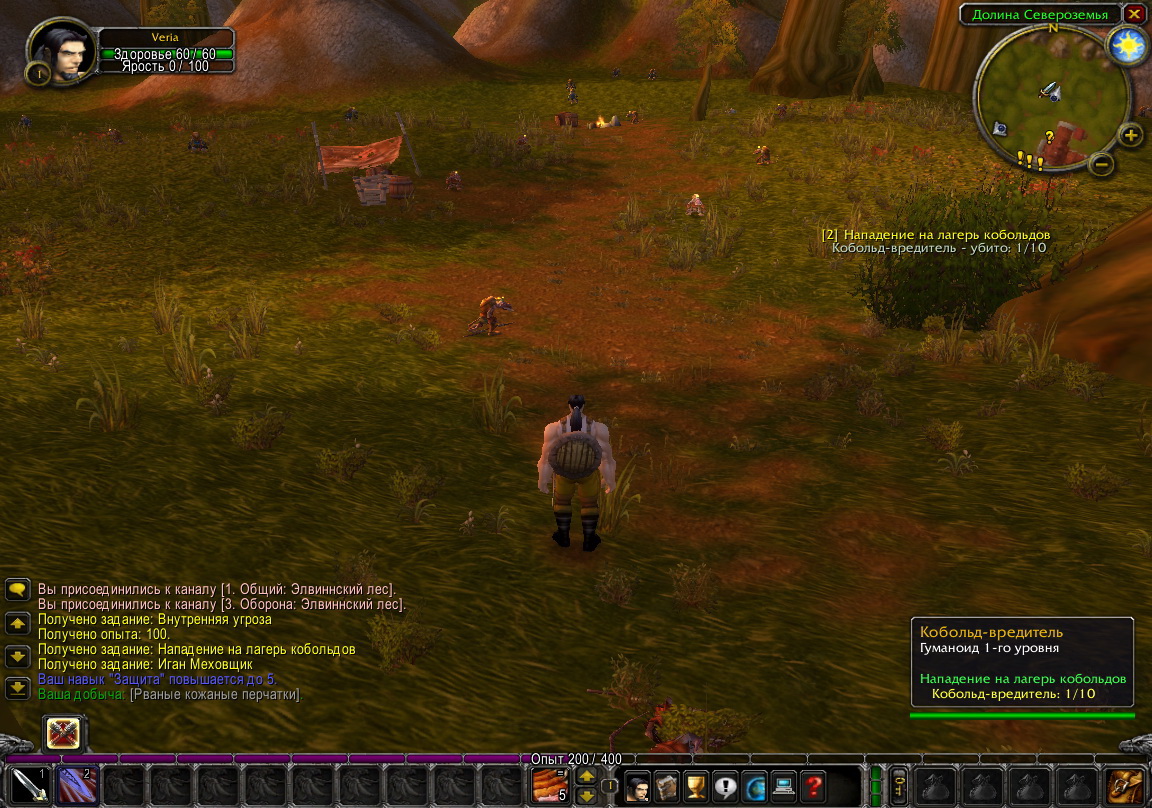 Veria
Здоровье 60 / 60
Ярость 0 / 100
1
Долина Североземья
N
[2] Нападение на лагерь кобольдов
Кобольд-вредитель - убито: 1/10
Вы присоединились к каналу [1. Общий: Элвиннский лес].
Вы присоединились к каналу [3. Оборона: Элвиннский лес].
Получено задание: Внутренняя угроза
Получено опыта: 100.
Получено задание: Нападение на лагерь кобольдов
Получено задание: Иган Меховщик
Ваш навык "Защита" повышается до 5.
Ваша добыча: [Рваные кожаные перчатки]
Кобольд-вредитель
Гуманоид 1-го уровня
Нападение на лагерь кобольдов
Кобольд-вредитель: 1/10
Опыт 200 / 400
1
2
=
5
1